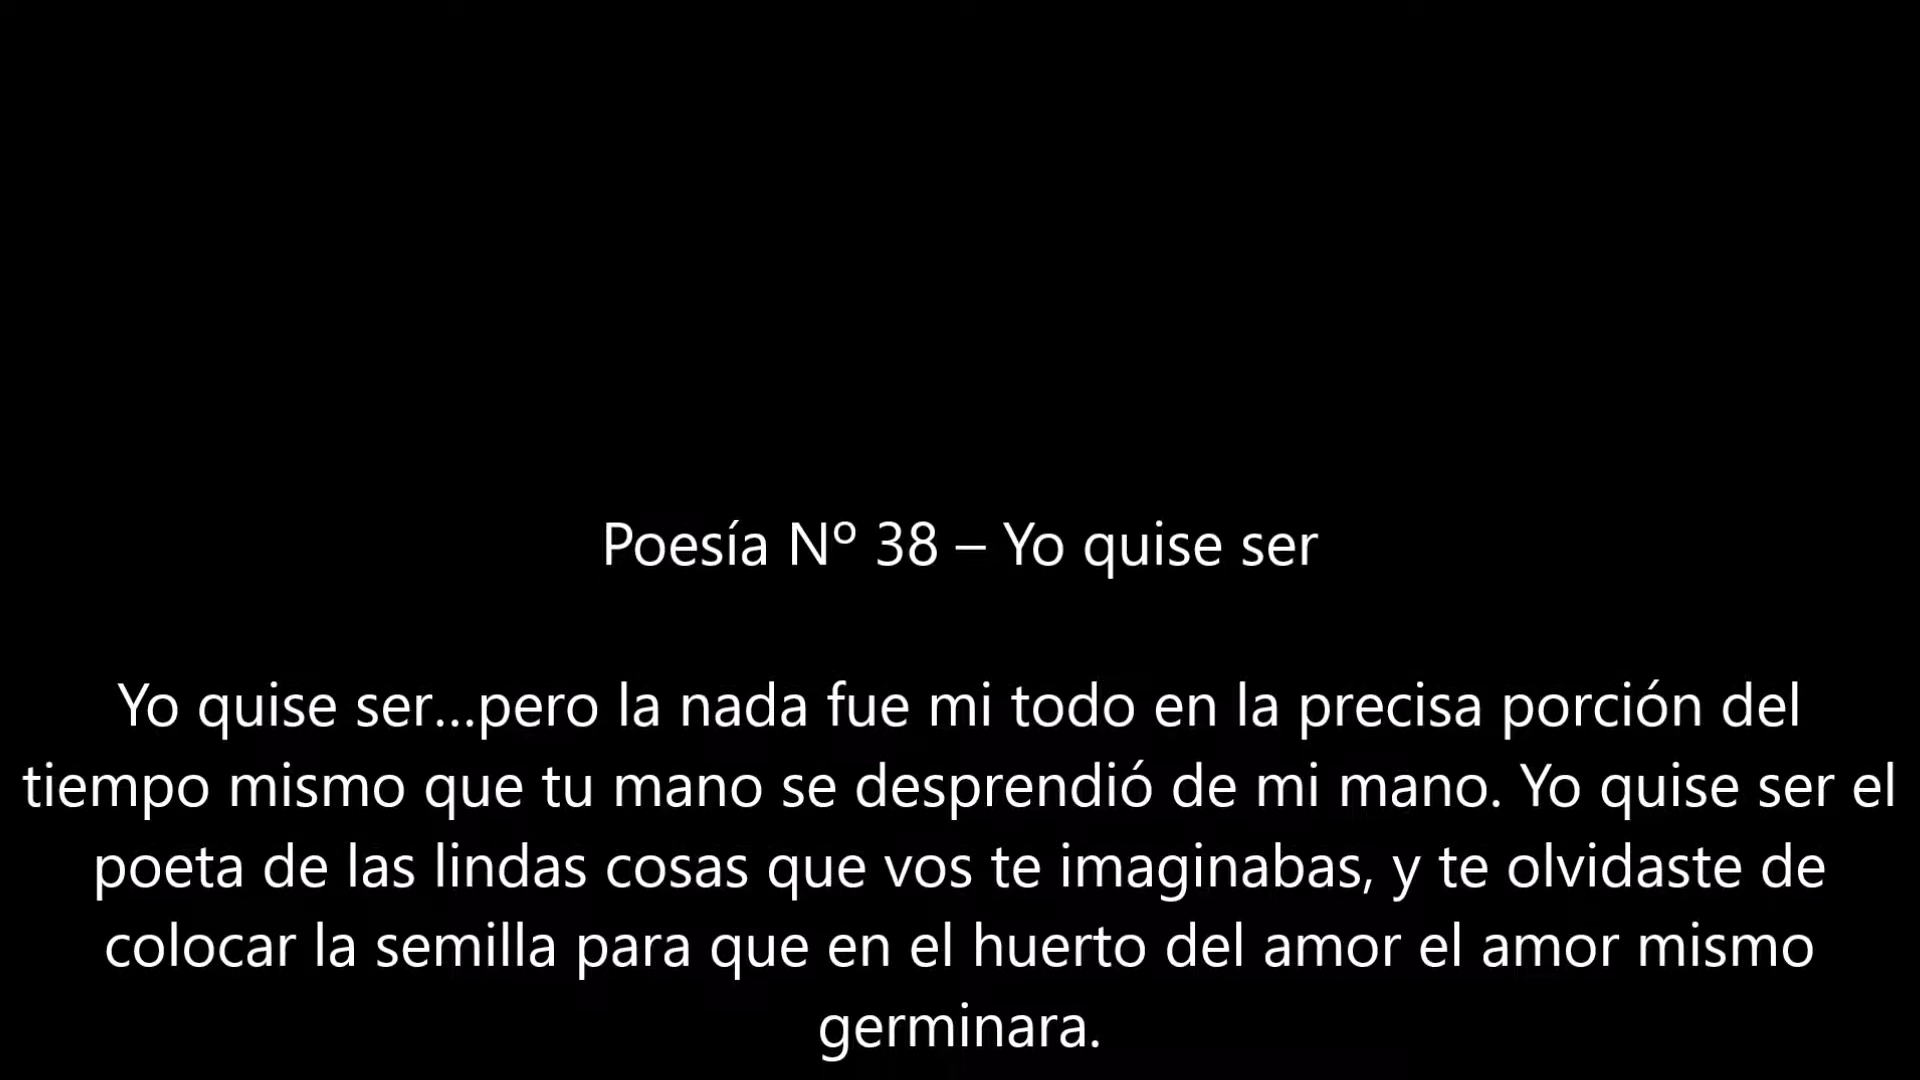 Poesía Nº 38 – Yo quise ser
Yo quise ser...pero la nada fue mi todo en la precisa porción del
tiempo mismo que tu mano se desprendió de mi mano. Yo quise ser el
poeta de las lindas cosas que vos te imaginabas, y te olvidaste de
colocar la semilla para que en el huerto del amor el amor mismo
germinara.